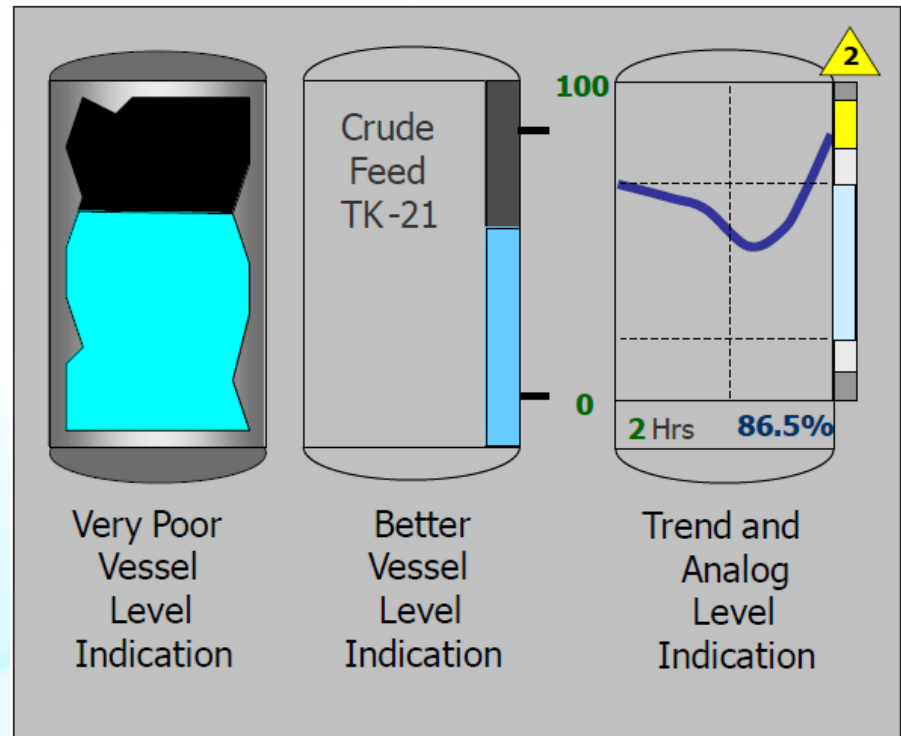 2
100
Crude
Feed
TK-21
0
2 Hrs 86.5%
Very Poor
Vessel
Level
Indication
Better
Vessel
Level
Indication
Trend and
Analog
Level
Indication